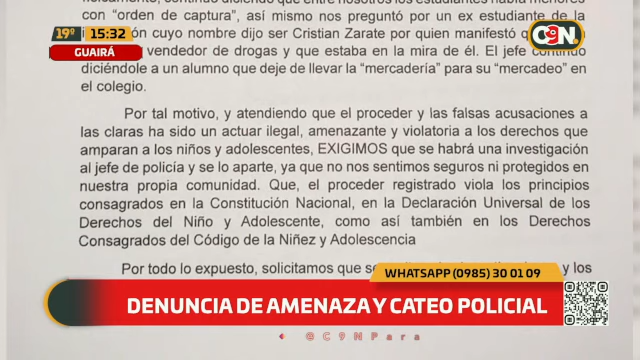 físicamente, continuó diciendo que entre nosotros los estudiantes había menores
con "orden de captura", así mismo nos preguntó por un ex estudiante de la
ción cuyo nombre dijo ser Cristian Zarate por quien manifestó
vendedor de drogas y que estaba en la mira de él. El jefe continuó
diciéndole a un alumno que deje de llevar la "mercadería" para su "mercadeo" en
el colegio.
Por tal motivo, y atendiendo que el proceder y las falsas acusaciones a
a las claras ha sido un actuar ilegal, amenazante y violatoria a los derechos que
amparan a los niños y adolescentes, EXIGIMOS que se habrá una investigación
al jefe de policía y se lo aparte, ya que no nos sentimos seguros ni protegidos en
nuestra propia comunidad. Que, el proceder registrado viola los principios
consagrados en la Constitución Nacional, en la Declaración Universal de los
Derechos del Niño y Adolescente, como así también en los Derechos
Consagrados del Código de la Niñez y Adolescencia
Por todo lo expuesto, solicitamos que se y los
19º 15:32
GUAIRÁ
C9N
WHATSAPP (0985) 30 01 09
DENUNCIA DE AMENAZA Y CATEO POLICIAL
@C9NPara